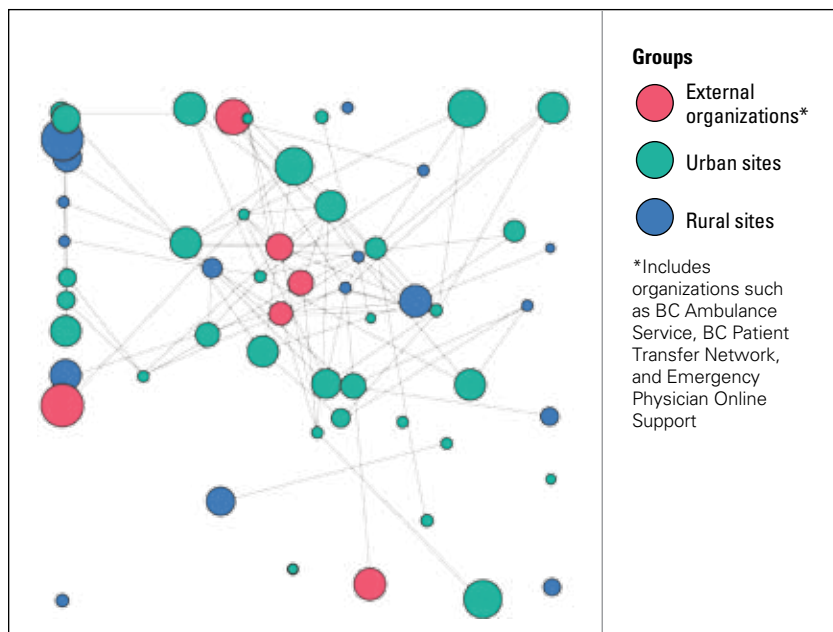 Groups
External
organizations*
Urban sites
Rural sites
*Includes
organizations such
as BC Ambulance
Service, BC Patient
Transfer Network,
and Emergency
Physician Online
Support